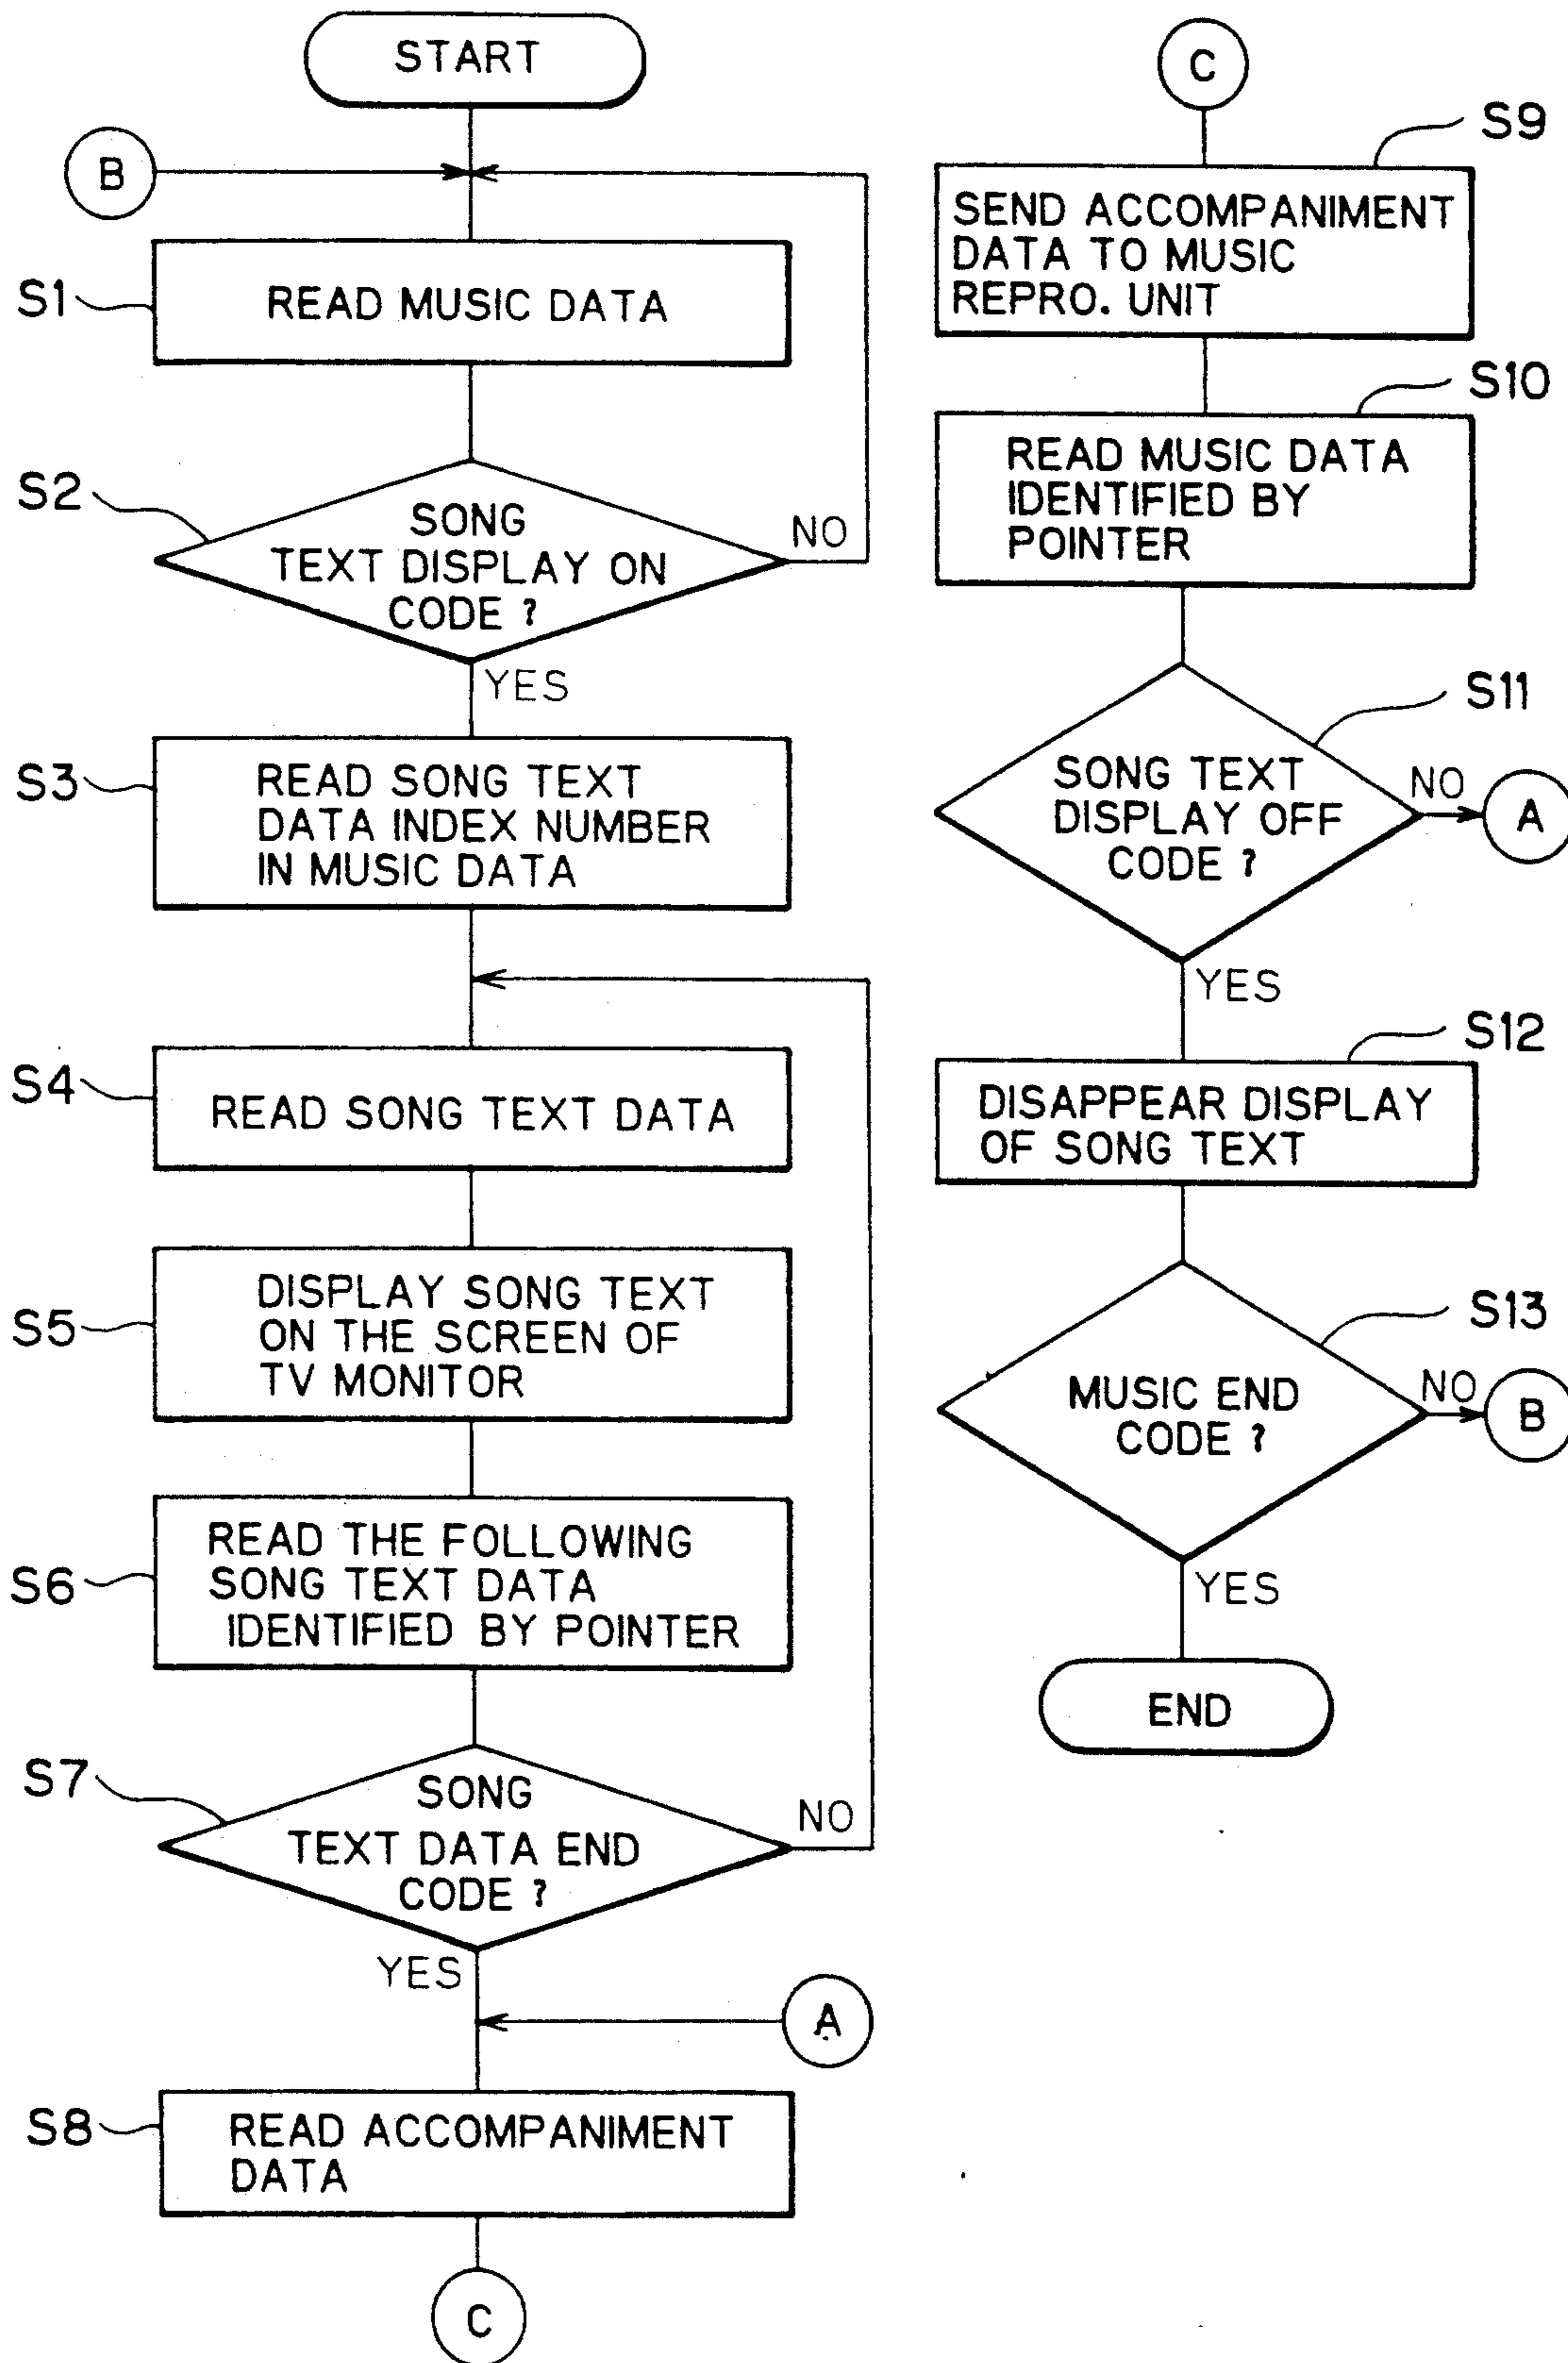 START
B
S1
READ MUSIC DATA
S2
SONG
TEXT DISPLAY ON
CODE ?
NO
YES
S3
READ SONG TEXT
DATA INDEX NUMBER
IN MUSIC DATA
S4
READ SONG TEXT DATA
S5
DISPLAY SONG TEXT
ON THE SCREEN OF
TV MONITOR
S6
READ THE FOLLOWING
SONG TEXT DATA
IDENTIFIED BY POINTER
S7
SONG
TEXT DATA END
CODE ?
NO
YES
A
S8
READ ACCOMPANIMENT
DATA
C
C
S9
SEND ACCOMPANIMENT
DATA TO MUSIC
REPRO. UNIT
S10
READ MUSIC DATA
IDENTIFIED BY
POINTER
S11
SONG TEXT
DISPLAY OFF
CODE ?
NO
A
YES
S12
DISAPPEAR DISPLAY
OF SONG TEXT
S13
MUSIC END
CODE ?
NO
B
YES
END